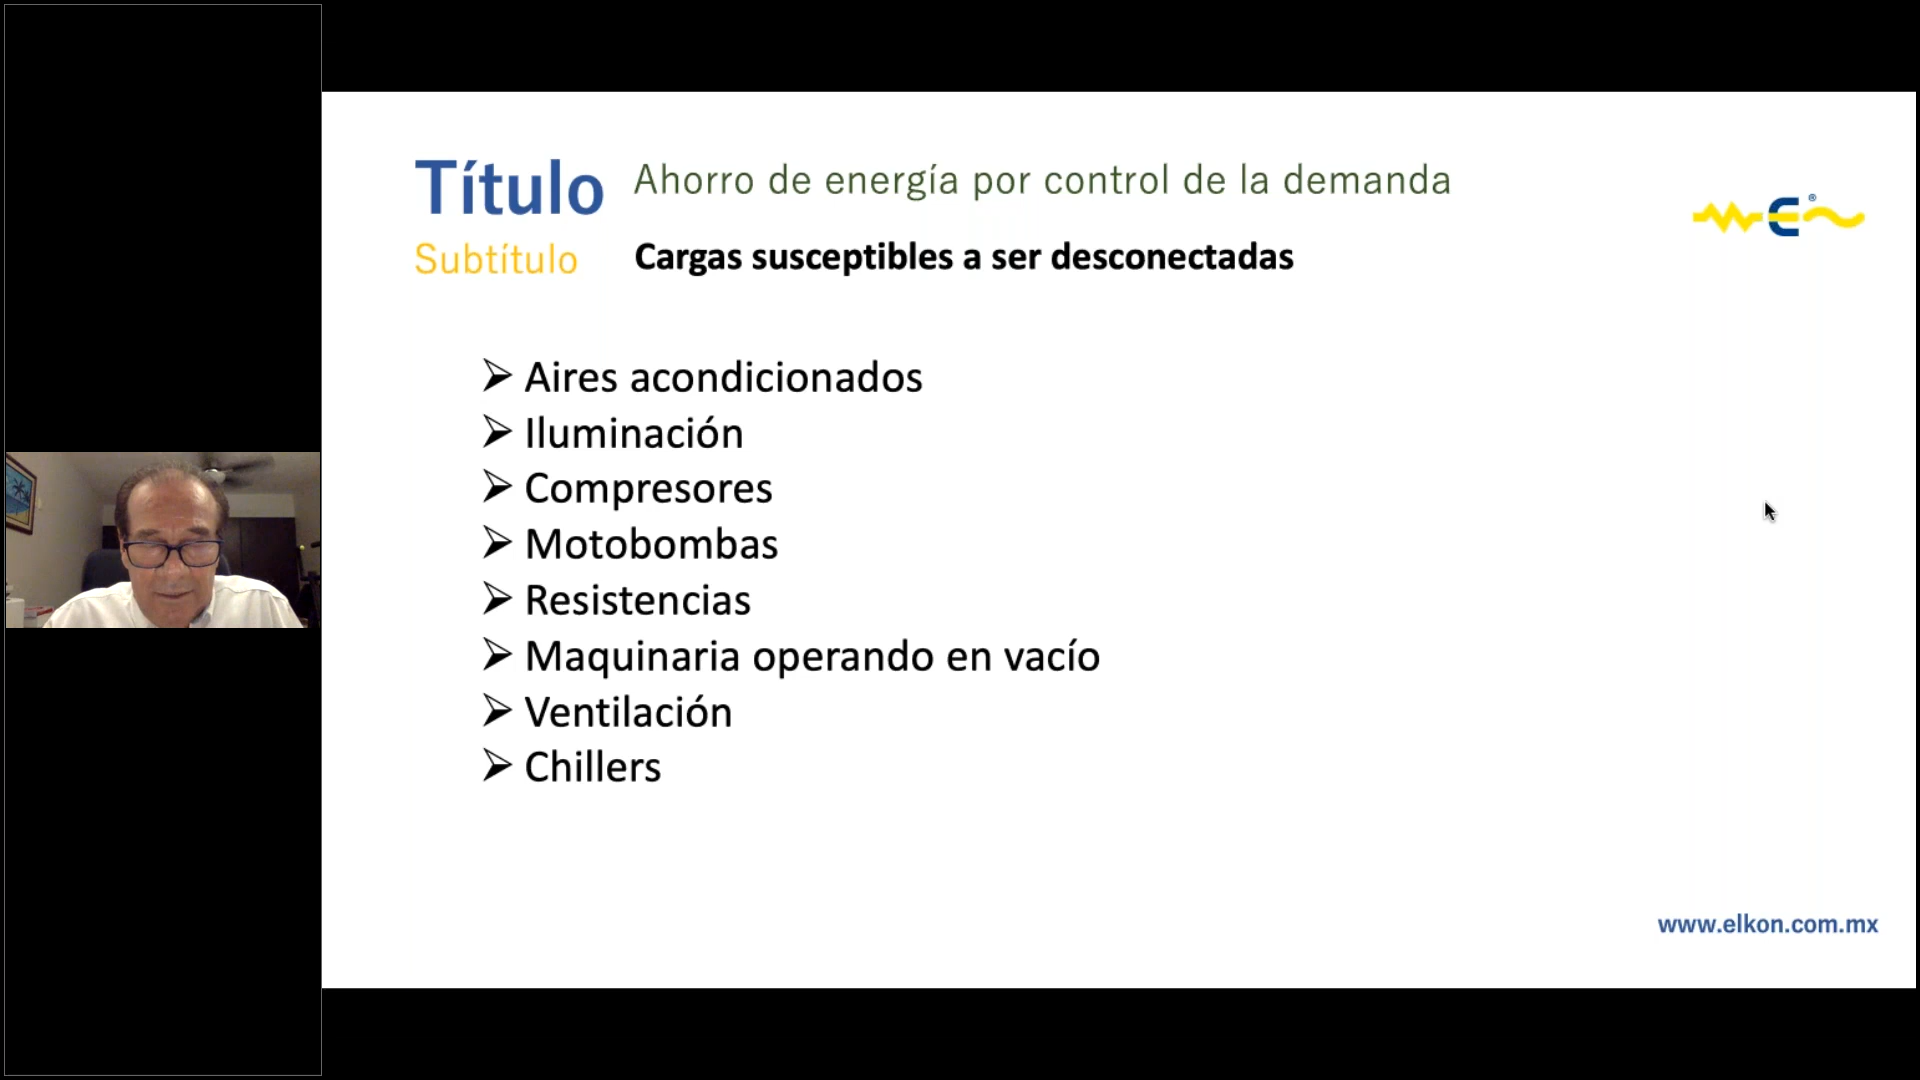 Título Ahorro de energía por control de la demanda
Subtítulo Cargas susceptibles a ser desconectadas
Aires acondicionados
Iluminación
Compresores
Motobombas
Resistencias
Maquinaria operando en vacío
Ventilación
Chillers
www.elkon.com.mx